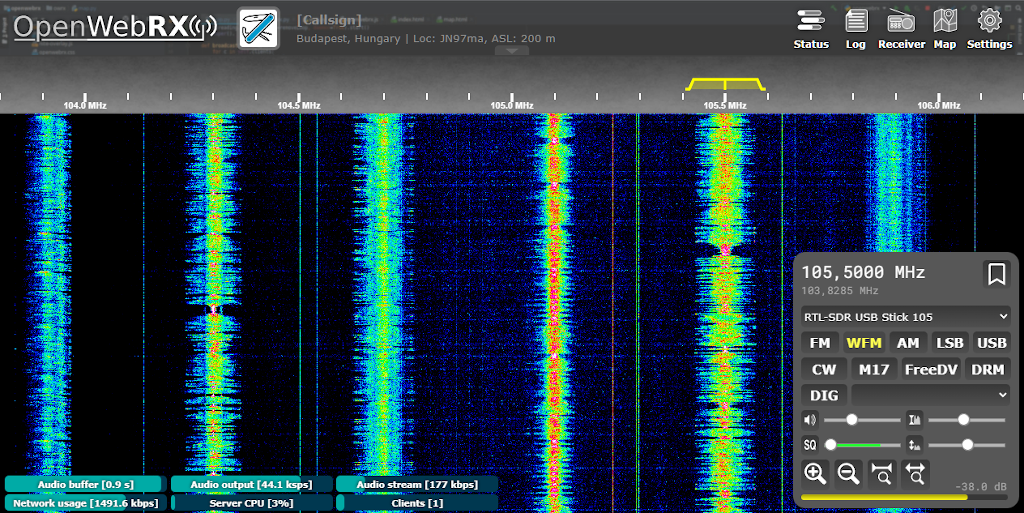 OpenWebRX
[Callsign]
Budapest, Hungary | Loc: JN97ma, ASL: 200 m
Status Log Receiver Map Settings
104.0 MHz 104.5 MHz 105.0 MHz 105.5 MHz 106.0 MHz
105,5000 MHz
103,8285 MHz
RTL-SDR USB Stick 105
FM WFM AM LSB USB
CW M17 FreeDV DRM
DIG
SQ
-38.0 dB
Audio buffer [0.9 s] Audio output [44.1 ksps] Audio stream [177 kbps]
Network usage [1491.6 kbps] Server CPU [3%] Clients [1]